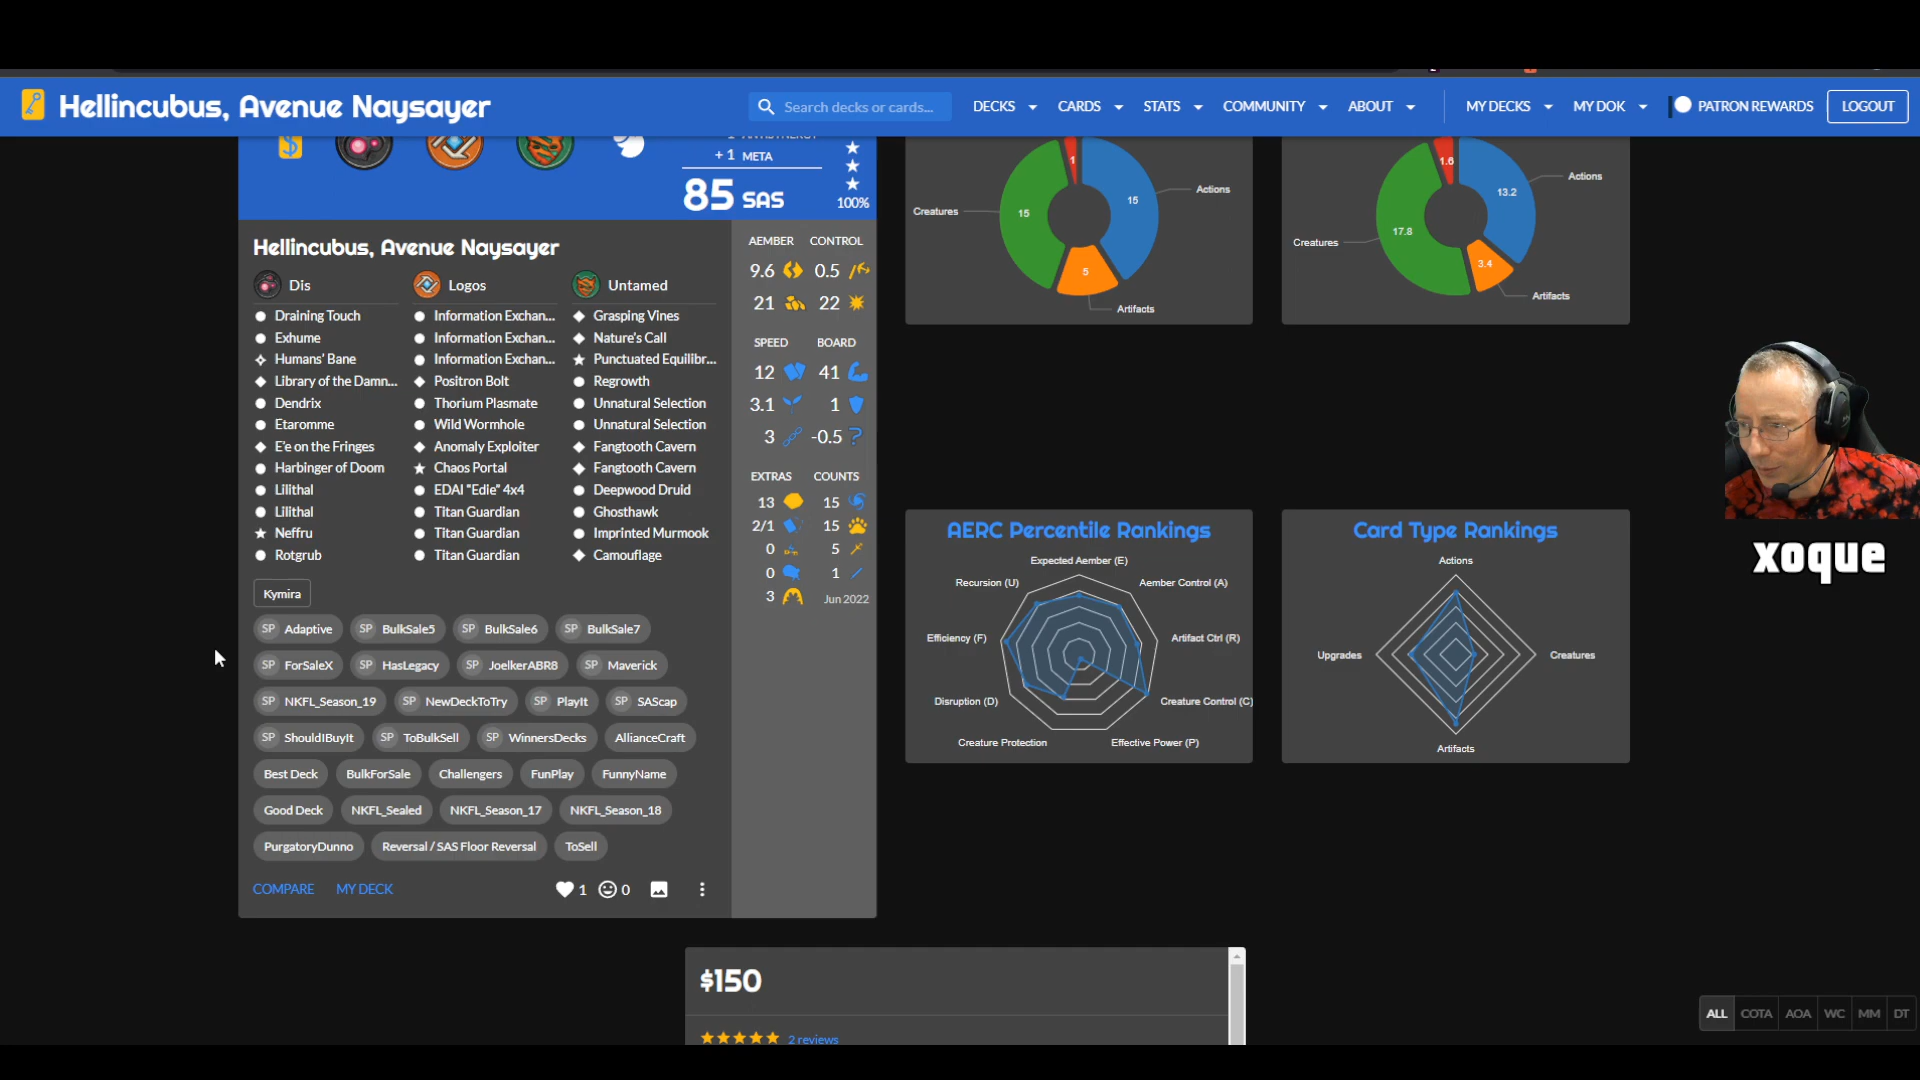 Hellincubus, Avenue Naysayer
Search decks or cards...
DECKS
CARDS
STATS
COMMUNITY
ABOUT
MY DECKS
MY DOK
PATRON REWARDS
LOGOUT
+ 1 META
85 SAS
100%
Hellincubus, Avenue Naysayer
Dis
Draining Touch
Exhume
Humans' Bane
Library of the Damn...
Dendrix
Etaromme
E'e on the Fringes
Harbinger of Doom
Lilithal
Lilithal
Neffru
Rotgrub
Logos
Information Exchan...
Information Exchan...
Information Exchan...
Positron Bolt
Thorium Plasmate
Wild Wormhole
Anomaly Exploiter
Chaos Portal
EDAI "Edie" 4x4
Titan Guardian
Titan Guardian
Titan Guardian
Untamed
Grasping Vines
Nature's Call
Punctuated Equilibr...
Regrowth
Unnatural Selection
Unnatural Selection
Fangtooth Cavern
Fangtooth Cavern
Deepwood Druid
Ghosthawk
Imprinted Murmook
Camouflage
AEMBER CONTROL
9.6 0.5
21 22
SPEED BOARD
12 41
3.1 1
3 -0.5
EXTRAS COUNTS
13 15
2/1 15
0 5
0 1
3 Jun 2022
Kymira
SP Adaptive SP BulkSale5 SP BulkSale6 SP BulkSale7
SP ForSaleX SP HasLegacy SP JoelkerABR8 SP Maverick
SP NKFL_Season_19 SP NewDeckToTry SP PlayIt SP SAScap
SP ShouldIBuyIt SP ToBulkSell SP WinnersDecks AllianceCraft
Best Deck BulkForSale Challengers FunPlay FunnyName
Good Deck NKFL_Sealed NKFL_Season_17 NKFL_Season_18
PurgatoryDunno Reversal / SAS Floor Reversal ToSell
COMPARE MY DECK
1 0
Creatures
15
1
15
Actions
5
Artifacts
Creatures
17.8
1.6
13.2
Actions
3.4
Artifacts
AERC Percentile Rankings
Expected Aember (E)
Recursion (U)
Aember Control (A)
Efficiency (F)
Artifact Ctrl (R)
Disruption (D)
Creature Control (C)
Creature Protection
Effective Power (P)
Card Type Rankings
Actions
Upgrades
Creatures
Artifacts
xoque
$150
2 reviews
ALL COTA AOA WC MM DT